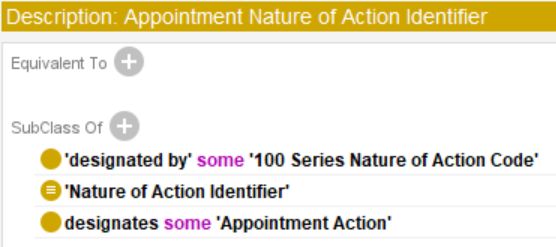 Description: Appointment Nature of Action Identifier
Equivalent To
SubClass Of
'designated by' some '100 Series Nature of Action Code'
'Nature of Action Identifier'
designates some 'Appointment Action'